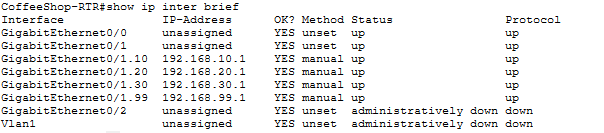 CoffeeShop-RTR#show ip inter brief
Interface IP-Address OK? Method Status Protocol
GigabitEthernet0/0 unassigned YES unset up up
GigabitEthernet0/1 unassigned YES unset up up
GigabitEthernet0/1.10 192.168.10.1 YES manual up up
GigabitEthernet0/1.20 192.168.20.1 YES manual up up
GigabitEthernet0/1.30 192.168.30.1 YES manual up up
GigabitEthernet0/1.99 192.168.99.1 YES manual up up
GigabitEthernet0/2 unassigned YES unset administratively down down
Vlan1 unassigned YES unset administratively down down